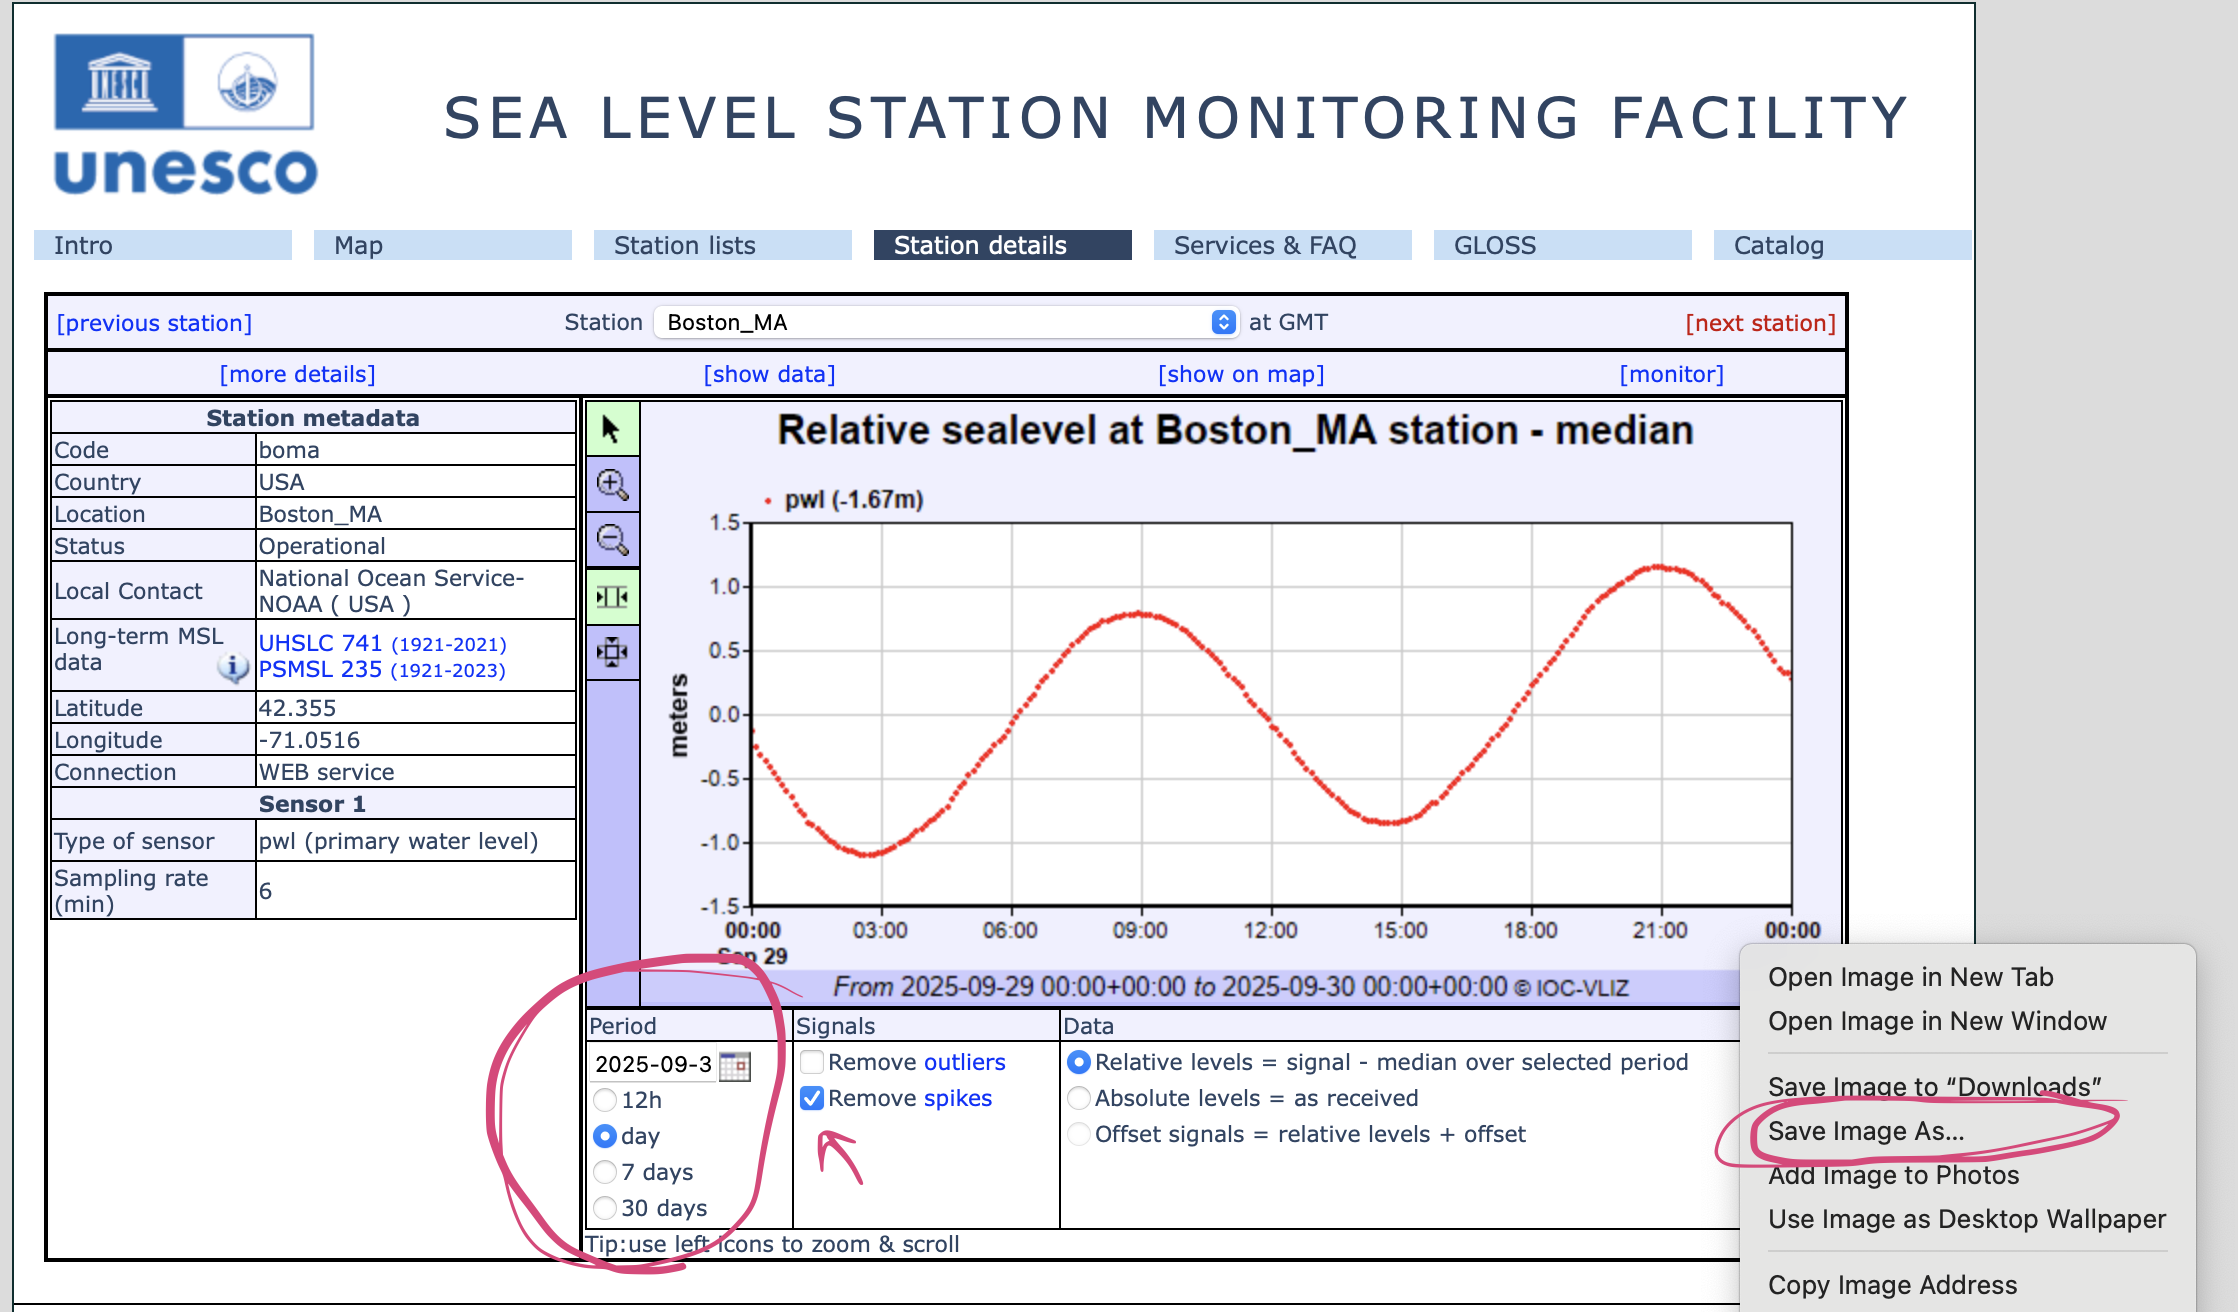 UNESCO
unesco
SEA LEVEL STATION MONITORING FACILITY
Intro
Map
Station lists
Station details
Services & FAQ
GLOSS
Catalog
[previous station]
Station Boston_MA at GMT
[next station]
[more details]
[show data]
[show on map]
[monitor]
Station metadata
Code boma
Country USA
Location Boston_MA
Status Operational
Local Contact National Ocean Service-
NOAA ( USA )
Long-term MSL
data
UHSLC 741 (1921-2021)
PSMSL 235 (1921-2023)
Latitude 42.355
Longitude -71.0516
Connection WEB service
Sensor 1
Type of sensor pwl (primary water level)
Sampling rate
(min)
6
Relative sealevel at Boston_MA station - median
pwl (-1.67m)
meters
1.5
1.0
0.5
0.0
-0.5
-1.0
-1.5
00:00 03:00 06:00 09:00 12:00 15:00 18:00 21:00 00:00
Sep 29
From 2025-09-29 00:00+00:00 to 2025-09-30 00:00+00:00 © IOC-VLIZ
Period
2025-09-3
12h
day
7 days
30 days
Signals
Remove outliers
Remove spikes
Data
Relative levels = signal - median over selected period
Absolute levels = as received
Offset signals = relative levels + offset
Tip:use left icons to zoom & scroll
Open Image in New Tab
Open Image in New Window
Save Image to “Downloads”
Save Image As...
Add Image to Photos
Use Image as Desktop Wallpaper
Copy Image Address